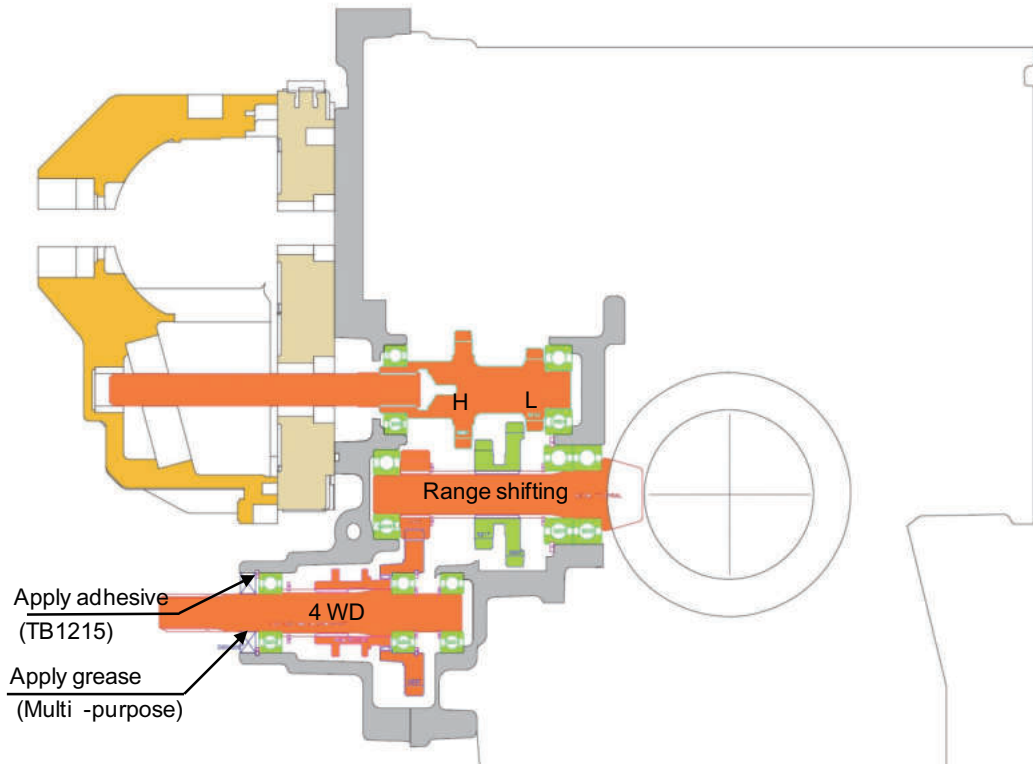 H L
Range shifting
Apply adhesive
(TB1215)
4 WD
Apply grease
(Multi -purpose)